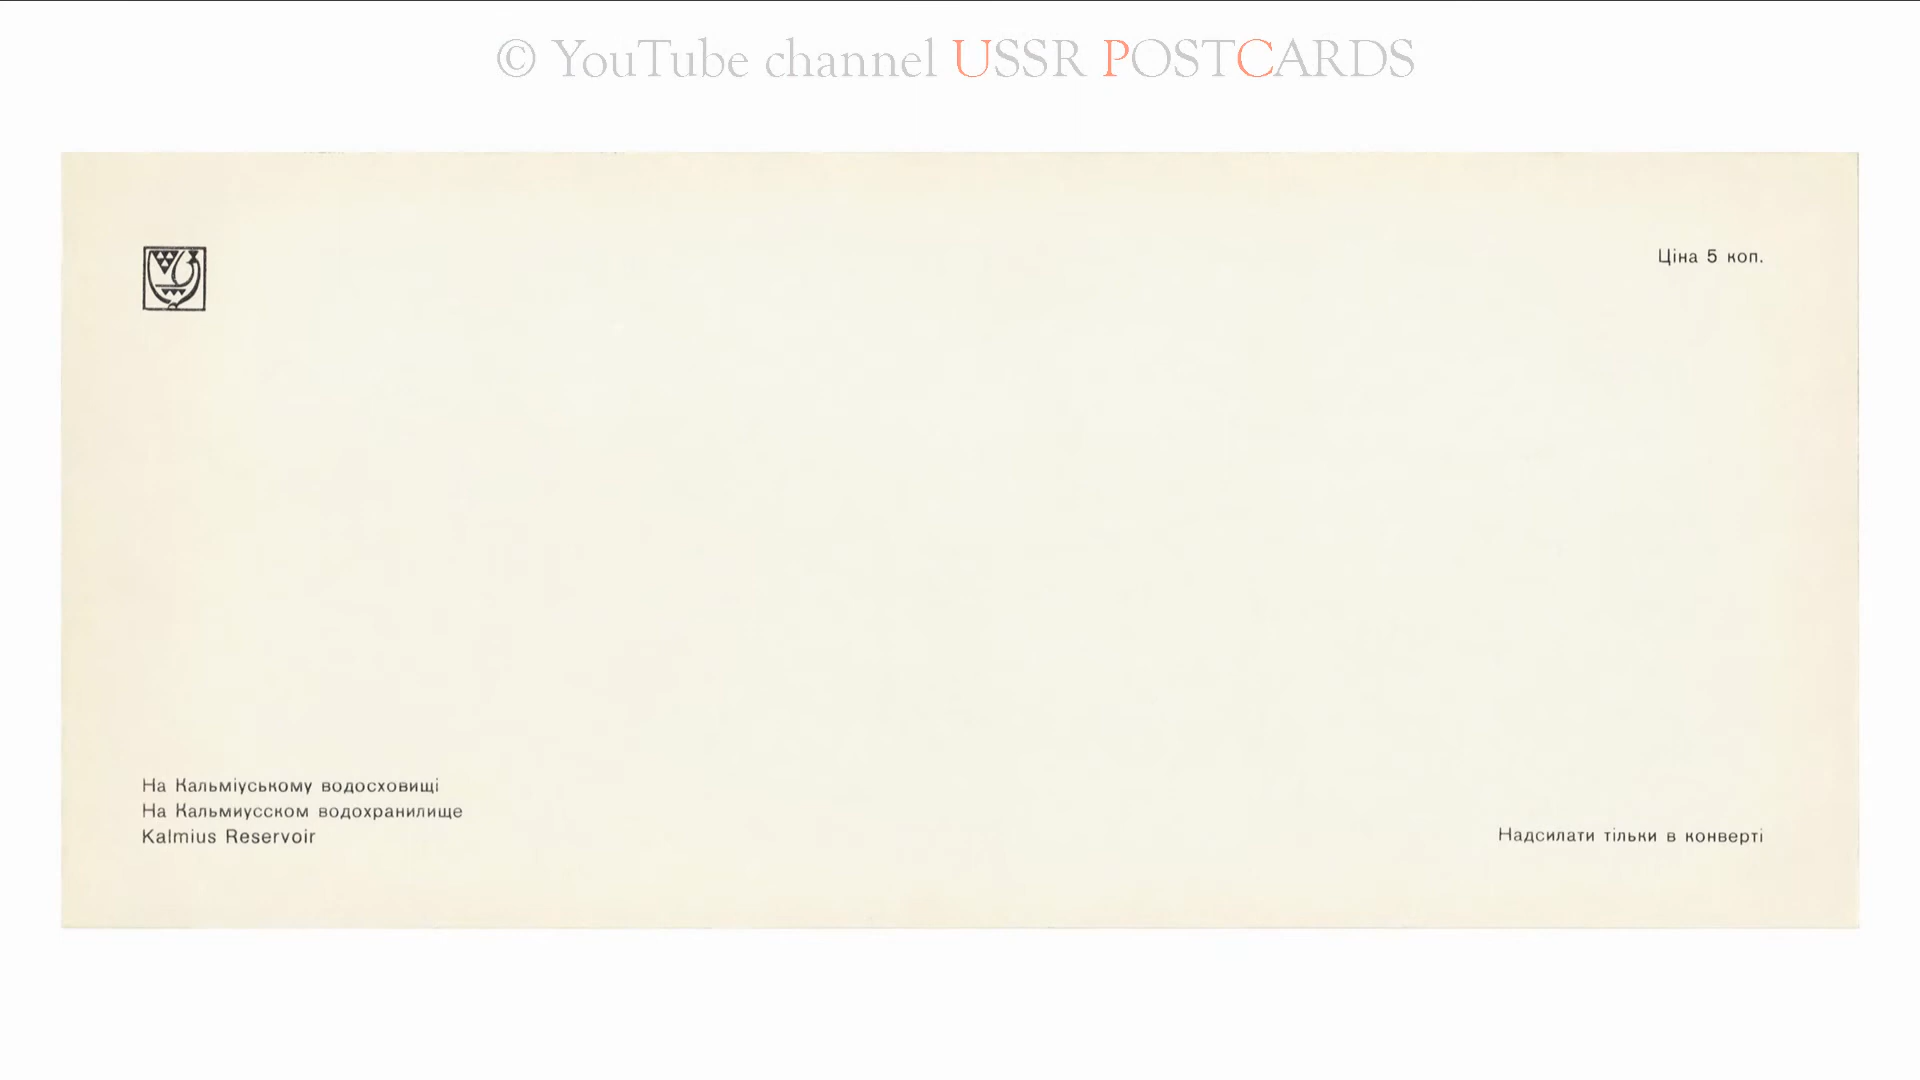 © YouTube channel USSR POSTCARDS
Ціна 5 коп.
На Кальміуському водосховищі
На Кальмиусском водохранилище
Kalmius Reservoir
Надсилати тільки в конверті